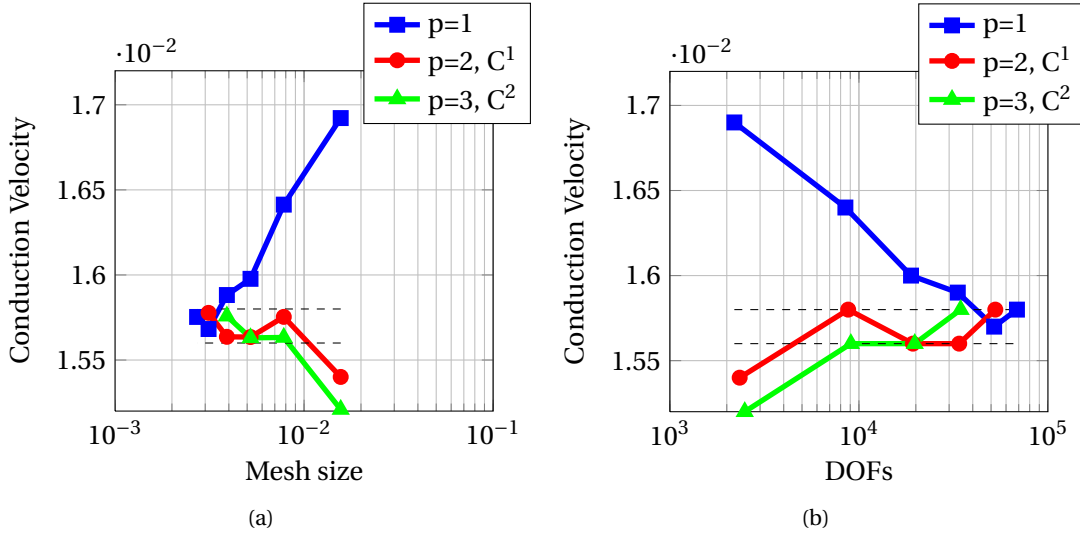 p=1
p=2, C¹
p=3, C²
·10⁻²
1.7
1.65
1.6
1.55
Conduction Velocity
10⁻³
10⁻²
10⁻¹
Mesh size
(a)
p=1
p=2, C¹
p=3, C²
·10⁻²
1.7
1.65
1.6
1.55
Conduction Velocity
10³
10⁴
10⁵
DOFs
(b)